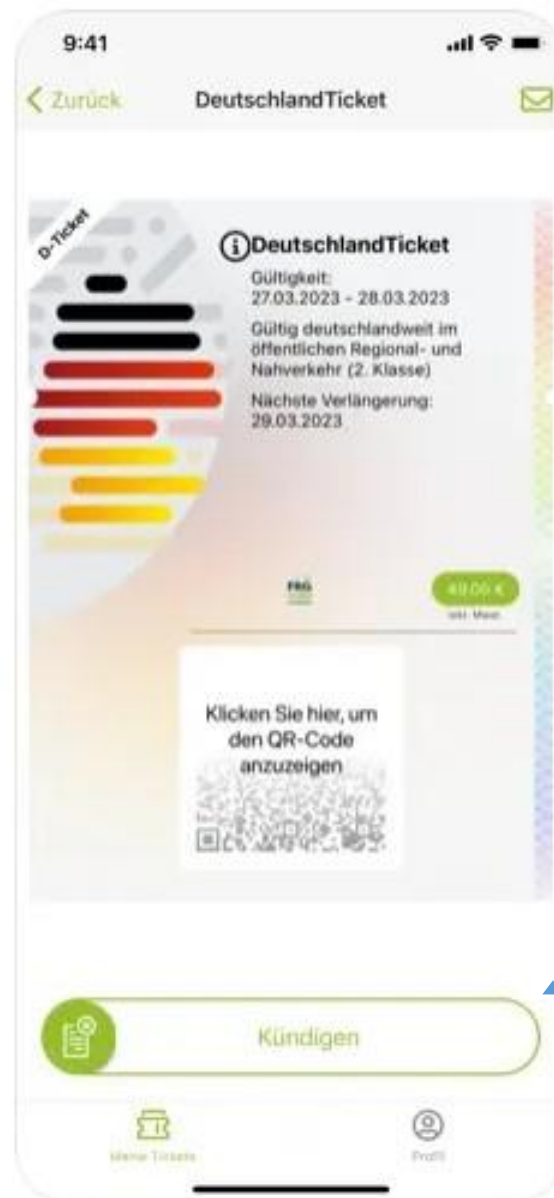 9:41
Zurück
DeutschlandTicket
D-Ticket
DeutschlandTicket
Gültigkeit:
27.03.2023 - 28.03.2023
Gültig deutschlandweit im
öffentlichen Regional- und
Nahverkehr (2. Klasse)
Nächste Verlängerung:
29.03.2023
49.00 €
inkl. Mwst
Klicken Sie hier, um
den QR-Code
anzuzeigen
Kündigen
Meine Tickets
Profil